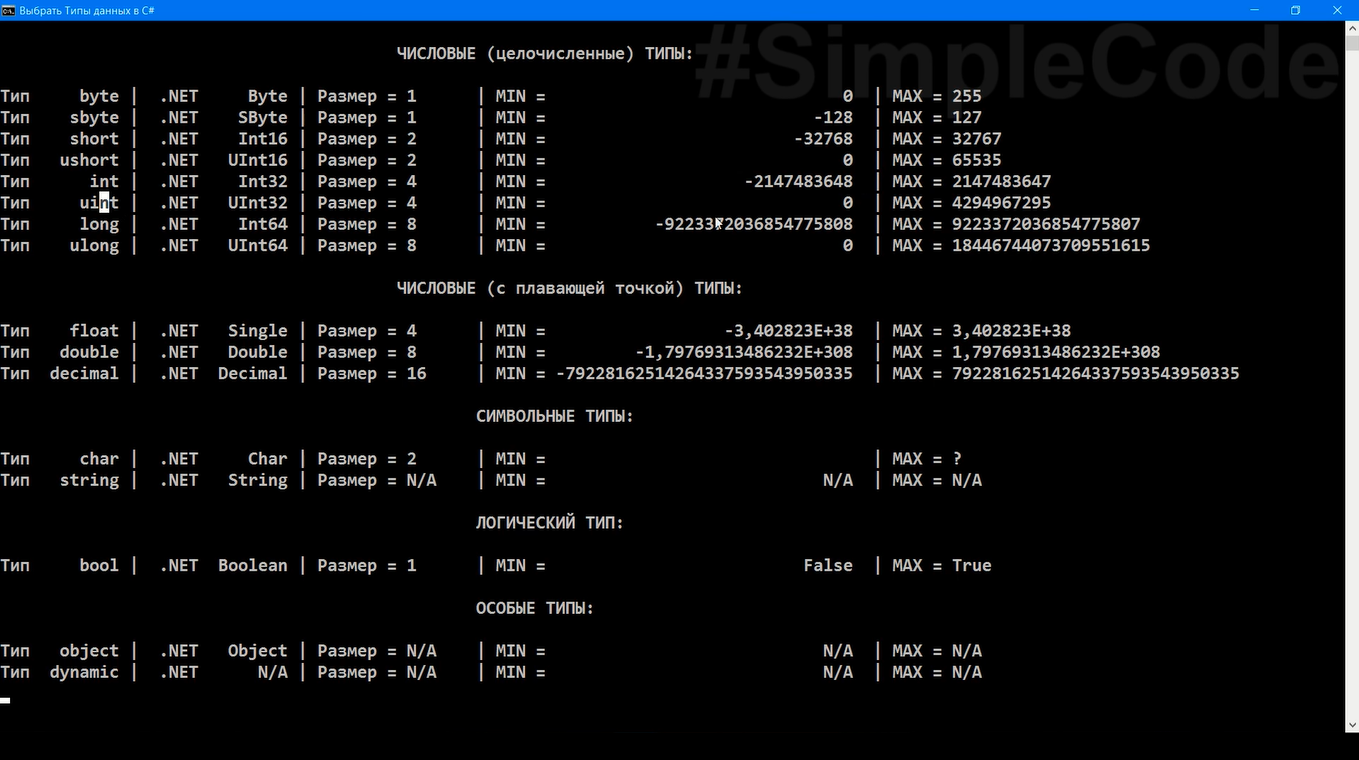 Выбрать Типы данных в C#
#SimpleCode
ЧИСЛОВЫЕ (целочисленные) ТИПЫ:
Тип byte | .NET Byte | Размер = 1 | MIN = 0 | MAX = 255
Тип sbyte | .NET SByte | Размер = 1 | MIN = -128 | MAX = 127
Тип short | .NET Int16 | Размер = 2 | MIN = -32768 | MAX = 32767
Тип ushort | .NET UInt16 | Размер = 2 | MIN = 0 | MAX = 65535
Тип int | .NET Int32 | Размер = 4 | MIN = -2147483648 | MAX = 2147483647
Тип uint | .NET UInt32 | Размер = 4 | MIN = 0 | MAX = 4294967295
Тип long | .NET Int64 | Размер = 8 | MIN = -9223372036854775808 | MAX = 9223372036854775807
Тип ulong | .NET UInt64 | Размер = 8 | MIN = 0 | MAX = 18446744073709551615
ЧИСЛОВЫЕ (с плавающей точкой) ТИПЫ:
Тип float | .NET Single | Размер = 4 | MIN = -3,402823E+38 | MAX = 3,402823E+38
Тип double | .NET Double | Размер = 8 | MIN = -1,79769313486232E+308 | MAX = 1,79769313486232E+308
Тип decimal | .NET Decimal | Размер = 16 | MIN = -79228162514264337593543950335 | MAX = 79228162514264337593543950335
СИМВОЛЬНЫЕ ТИПЫ:
Тип char | .NET Char | Размер = 2 | MIN = | MAX = ?
Тип string | .NET String | Размер = N/A | MIN = N/A | MAX = N/A
ЛОГИЧЕСКИЙ ТИП:
Тип bool | .NET Boolean | Размер = 1 | MIN = False | MAX = True
ОСОБЫЕ ТИПЫ:
Тип object | .NET Object | Размер = N/A | MIN = N/A | MAX = N/A
Тип dynamic | .NET N/A | Размер = N/A | MIN = N/A | MAX = N/A